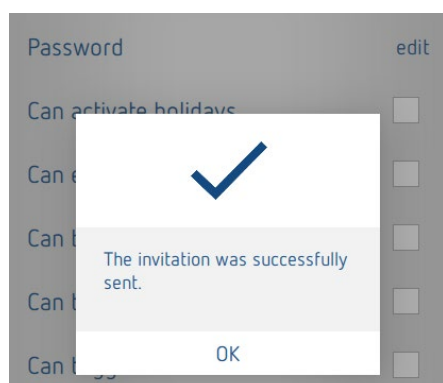 Password edit
Can activate holidays
Can
Can
The invitation was successfully
sent.
Can
OK
Can